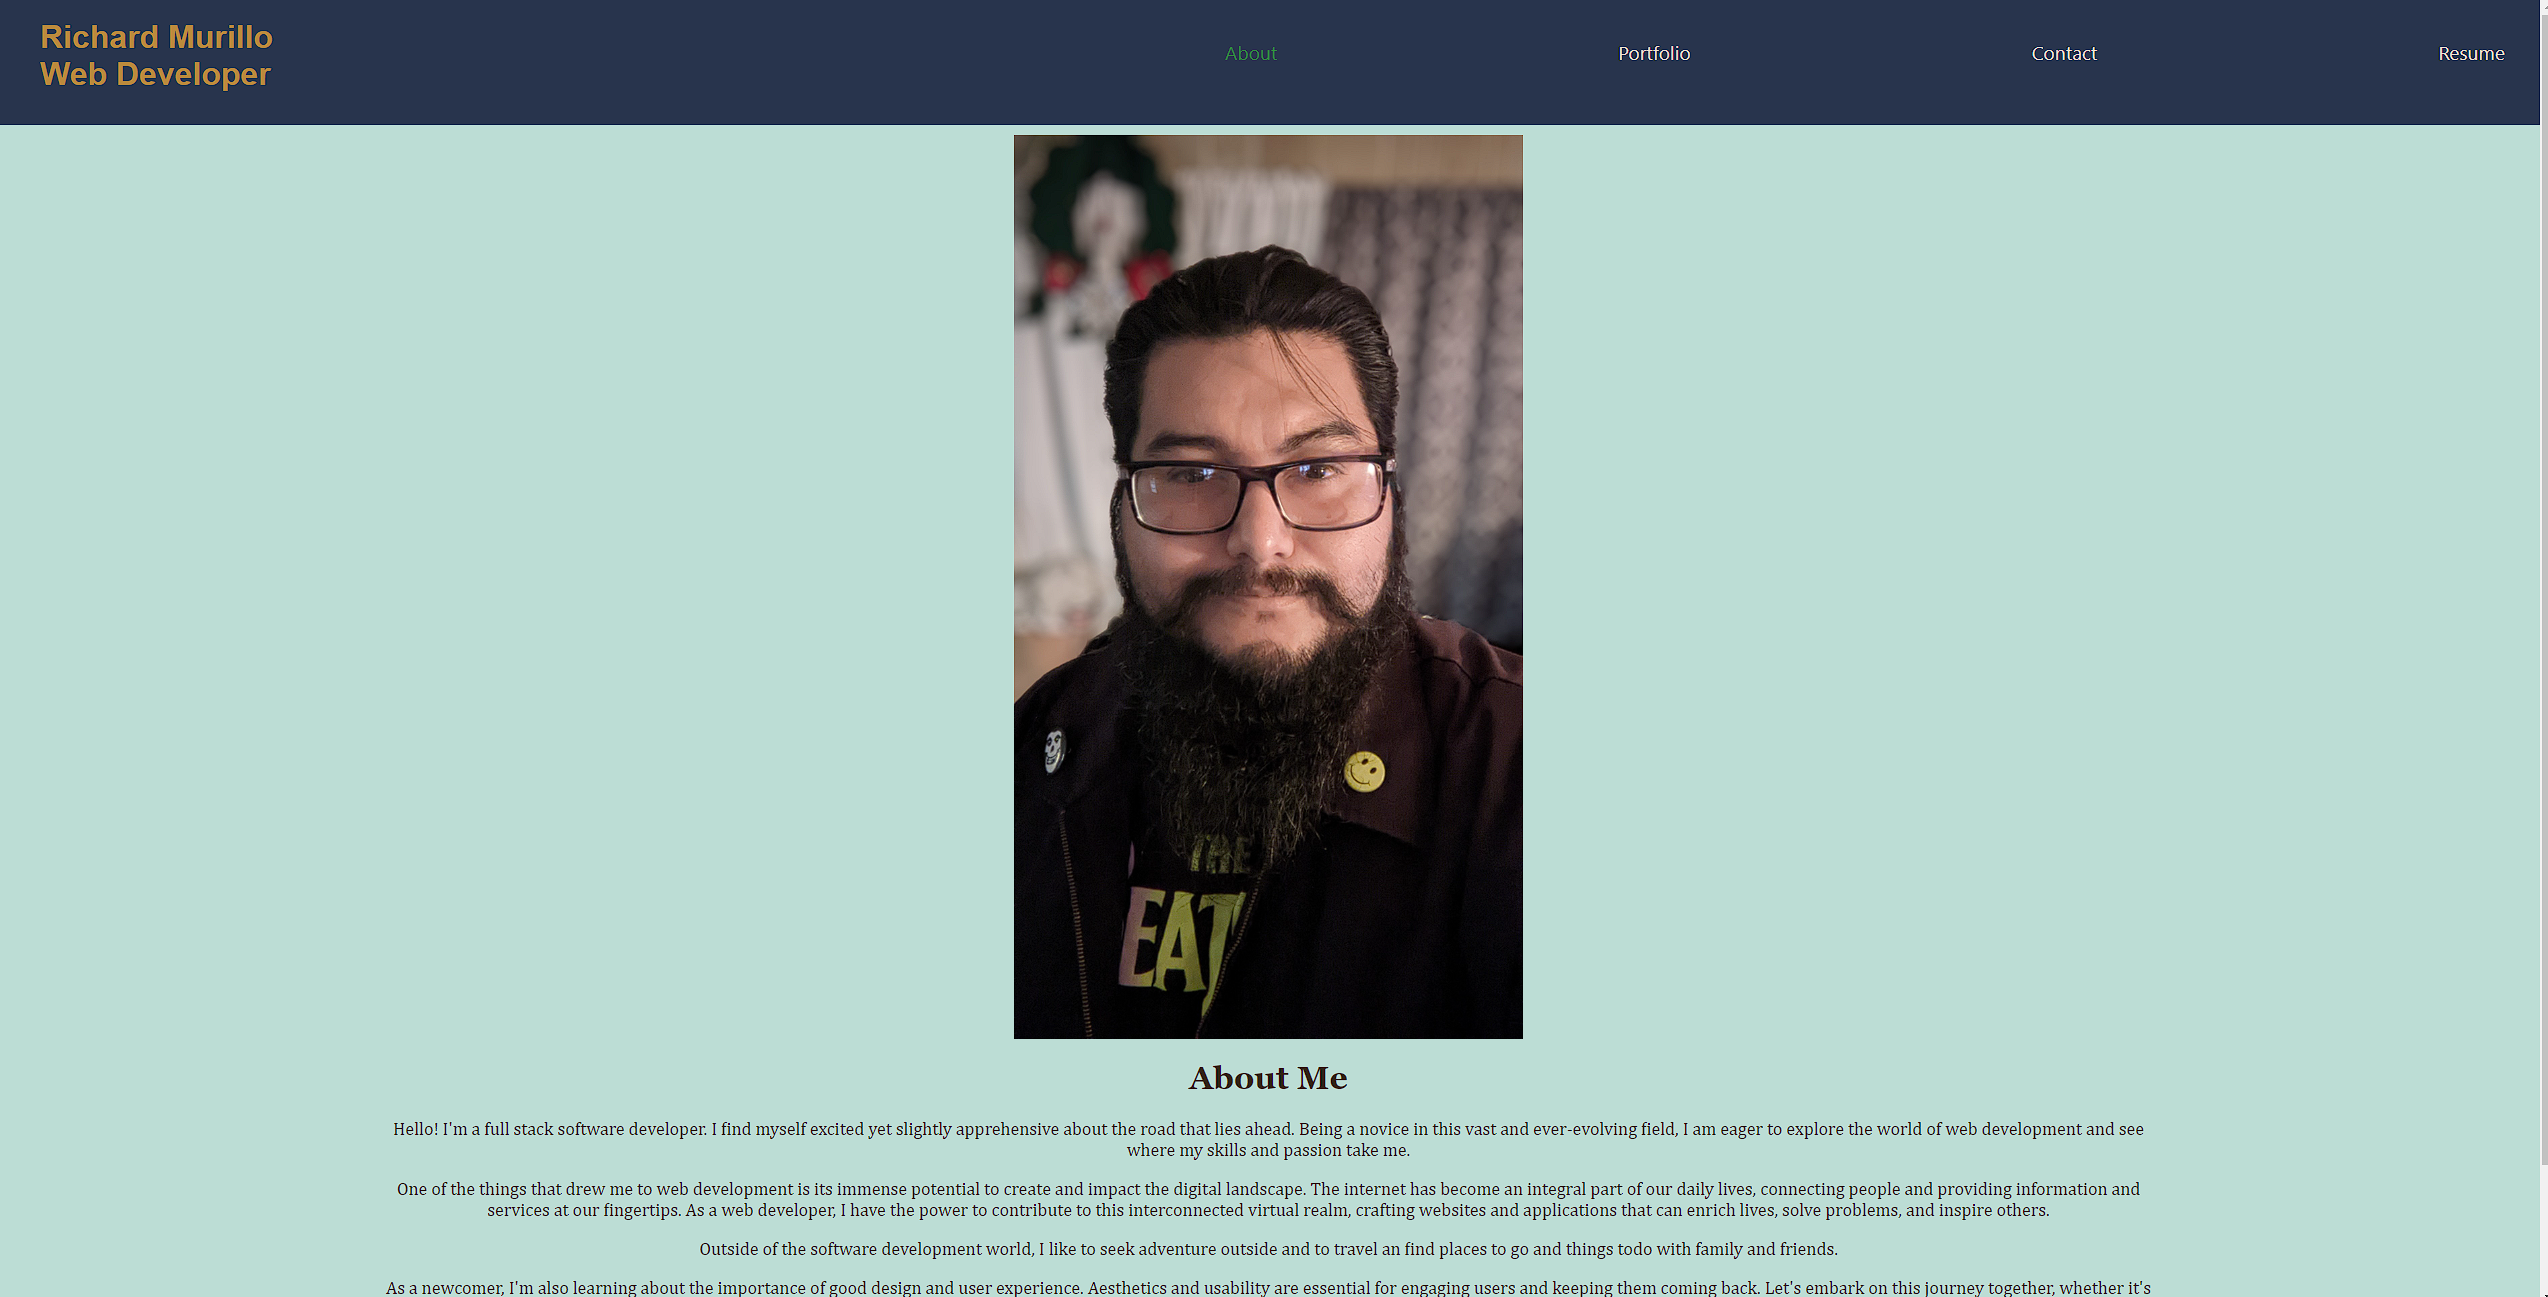 Richard Murillo
Web Developer
About
Portfolio
Contact
Resume
THE
EAT
About Me
Hello! I'm a full stack software developer. I find myself excited yet slightly apprehensive about the road that lies ahead. Being a novice in this vast and ever-evolving field, I am eager to explore the world of web development and see
where my skills and passion take me.
One of the things that drew me to web development is its immense potential to create and impact the digital landscape. The internet has become an integral part of our daily lives, connecting people and providing information and
services at our fingertips. As a web developer, I have the power to contribute to this interconnected virtual realm, crafting websites and applications that can enrich lives, solve problems, and inspire others.
Outside of the software development world, I like to seek adventure outside and to travel an find places to go and things todo with family and friends.
As a newcomer, I'm also learning about the importance of good design and user experience. Aesthetics and usability are essential for engaging users and keeping them coming back. Let's embark on this journey together, whether it's